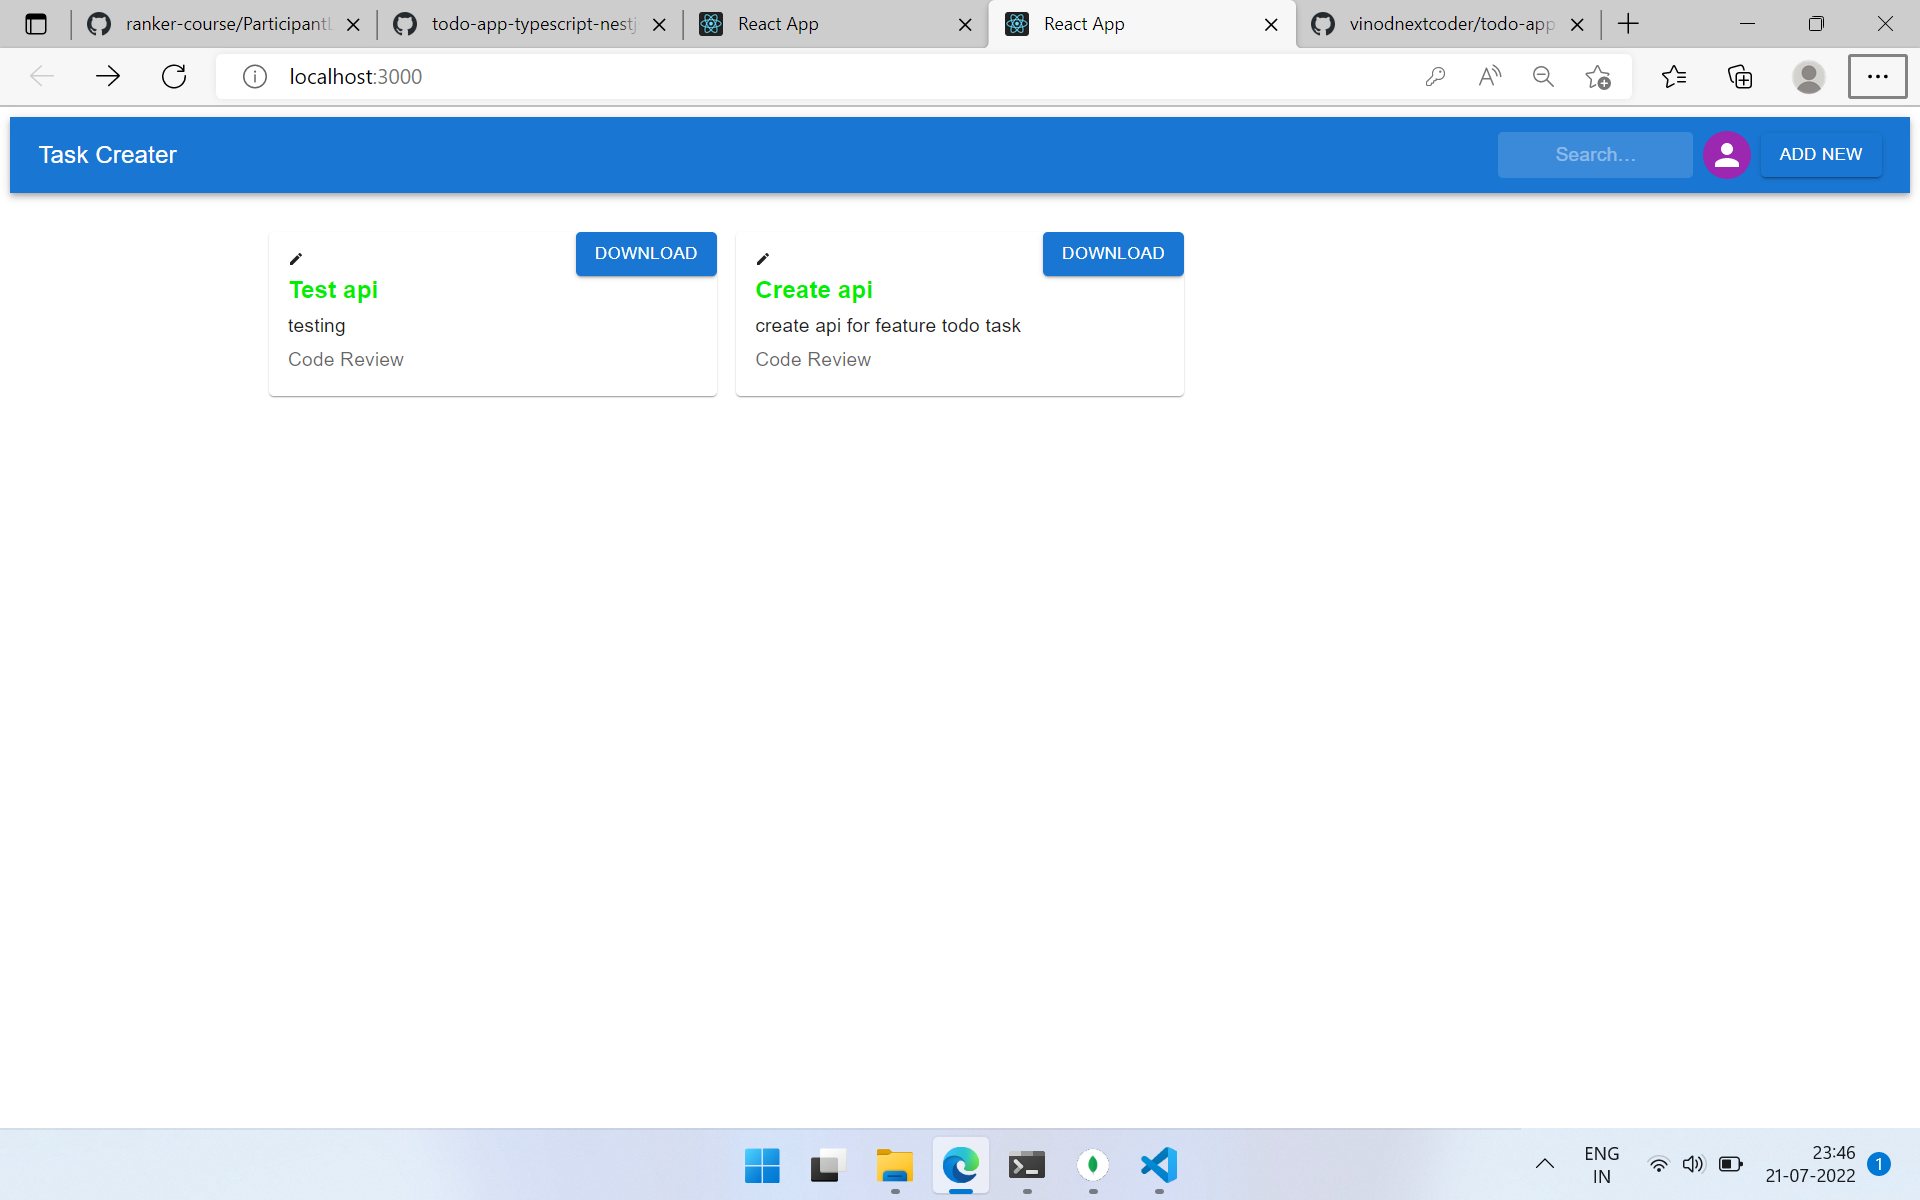 ranker-course/ParticipantL
todo-app-typescript-nestj
React App
React App
vinodnextcoder/todo-app
localhost:3000
Task Creater
Search…
ADD NEW
DOWNLOAD
Test api
testing
Code Review
DOWNLOAD
Create api
create api for feature todo task
Code Review
ENG
IN
23:46
21-07-2022
1